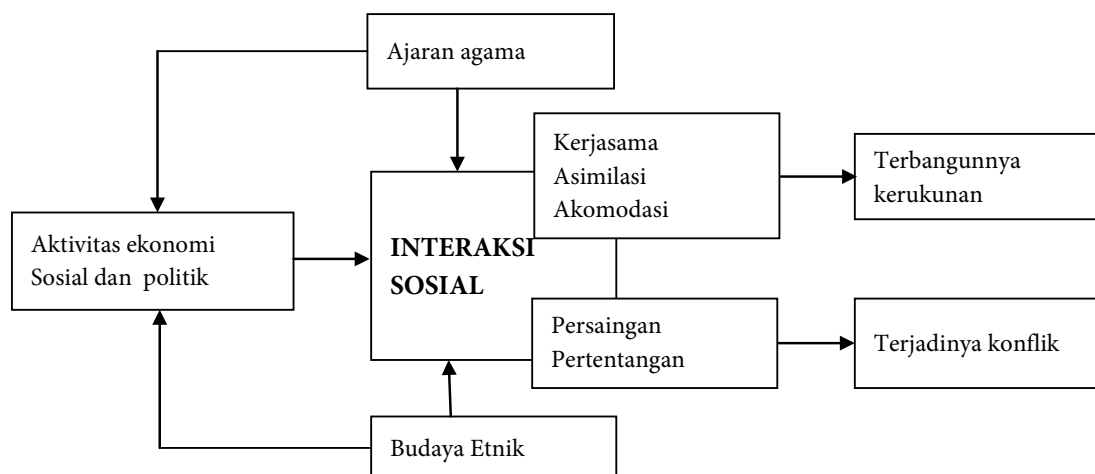 Ajaran agama
Kerjasama
Asimilasi
Akomodasi
Terbangunnya
kerukunan
Aktivitas ekonomi
Sosial dan politik
INTERAKSI
SOSIAL
Persaingan
Pertentangan
Terjadinya konflik
Budaya Etnik